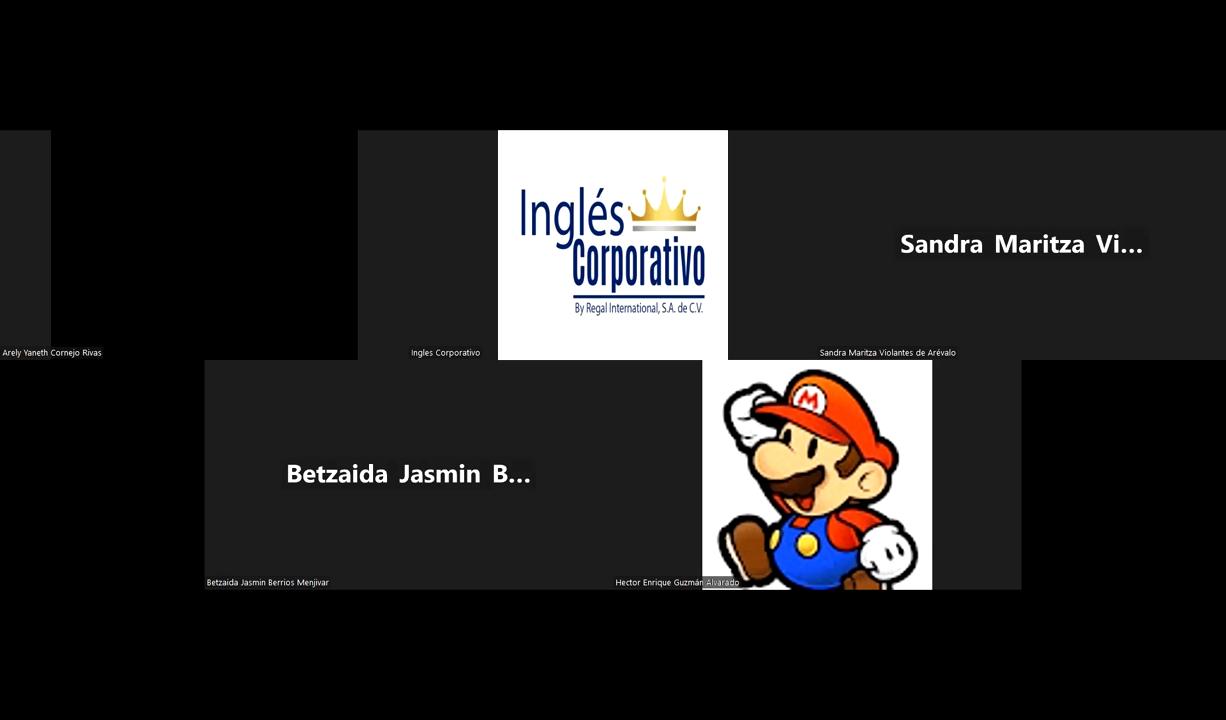 Inglés
Corporativo
By Regal International, S.A. de C.V.
Sandra Maritza Vi...
Arely Yaneth Cornejo Rivas
Ingles Corporativo
Sandra Maritza Violantes de Arévalo
M
Betzaida Jasmin B...
Betzaida Jasmin Berrios Menjivar
Hector Enrique Guzmán Alvarado